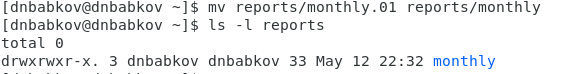 [dnbabkov@dnbabkov ~]$ mv reports/monthly.01 reports/monthly
[dnbabkov@dnbabkov ~]$ ls -l reports
total 0
drwxrwxr-x. 3 dnbabkov dnbabkov 33 May 12 22:32 monthly